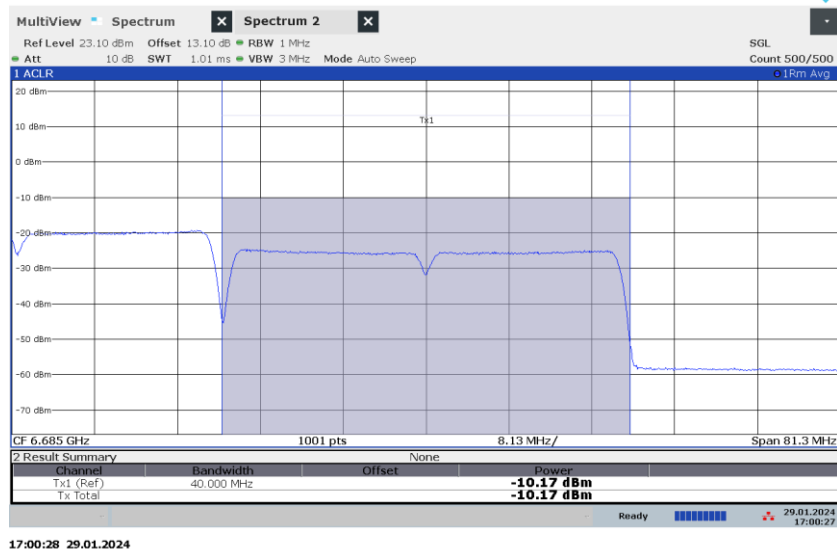 MultiView Spectrum X Spectrum 2 X
Ref Level 23.10 dBm Offset 13.10 dB RBW 1 MHz SGL
Att 10 dB SWT 1.01 ms VBW 3 MHz Mode Auto Sweep Count 500/500
1 ACLR 1Rm Avg
20 dBm
Tx1
10 dBm
0 dBm
-10 dBm
-20 dBm
-30 dBm
-40 dBm
-50 dBm
-60 dBm
-70 dBm
CF 6.685 GHz 1001 pts 8.13 MHz/ Span 81.3 MHz
2 Result Summary None
Channel Bandwidth Offset Power
Tx1 (Ref) 40.000 MHz -10.17 dBm
Tx Total -10.17 dBm
Ready 29.01.2024
17:00:27
17:00:28 29.01.2024